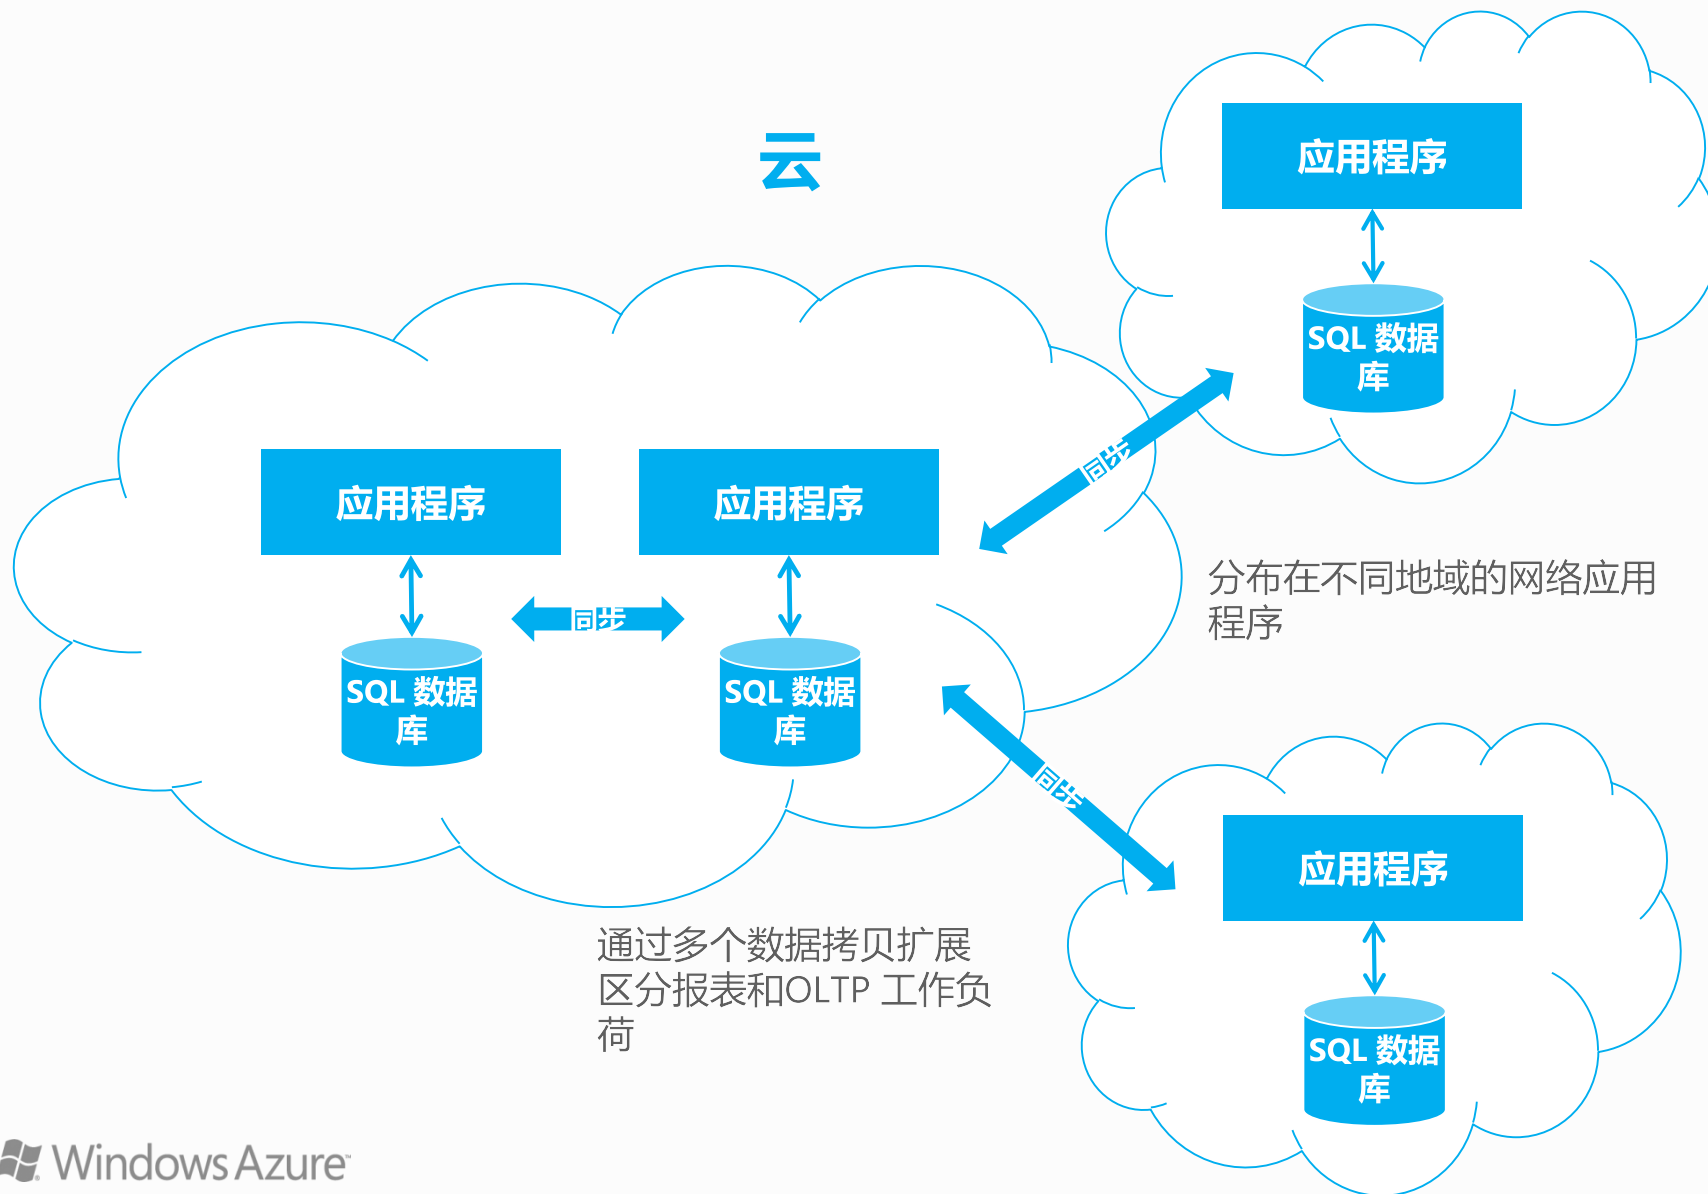 云
应用程序
SQL 数据
库
同步
应用程序
应用程序
同步
SQL 数据
库
SQL 数据
库
同步
分布在不同地域的网络应用
程序
应用程序
SQL 数据
库
通过多个数据拷贝扩展
区分报表和OLTP 工作负
荷
Windows Azure